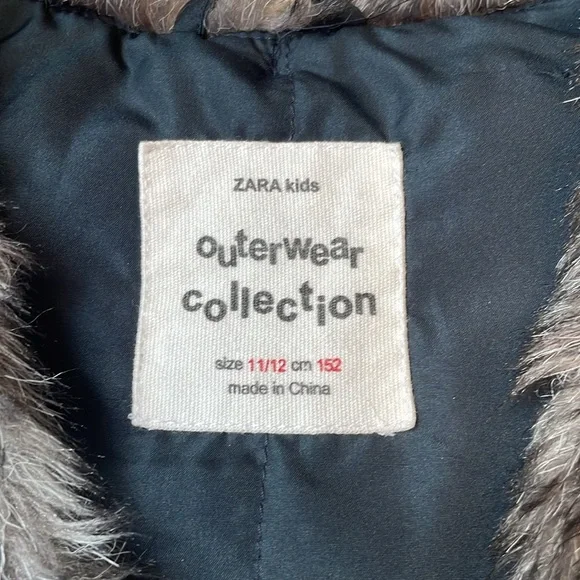 ZARA kids
outerwear
collection
size 11/12 cm 152
made in China